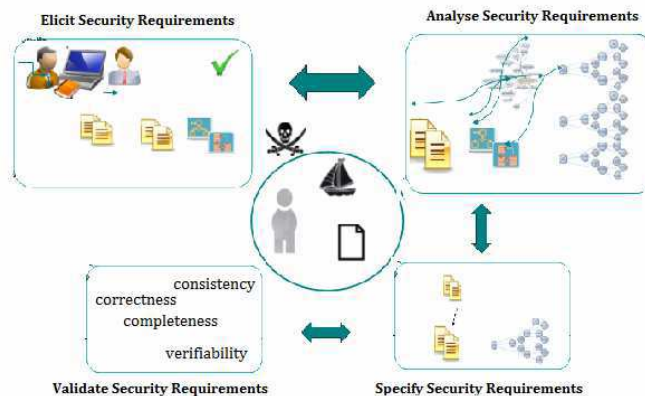 Elicit Security Requirements
Analyse Security Requirements
consistency
correctness
completeness
verifiability
Validate Security Requirements
Specify Security Requirements